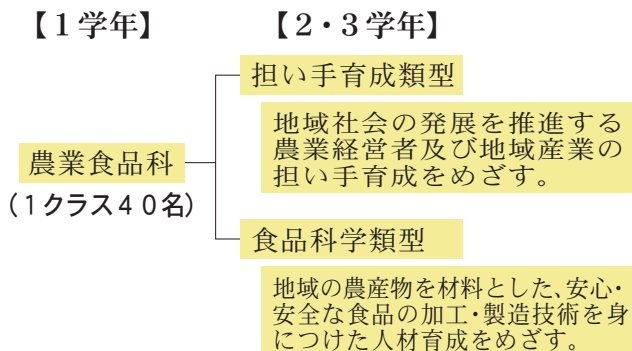 【1学年】
【2・3学年】
担い手育成類型
地域社会の発展を推進する
農業経営者及び地域産業の
担い手育成をめざす。
農業食品科
(1クラス40名)
食品科学類型
地域の農産物を材料とした、安心・
安全な食品の加工・製造技術を身
につけた人材育成をめざす。